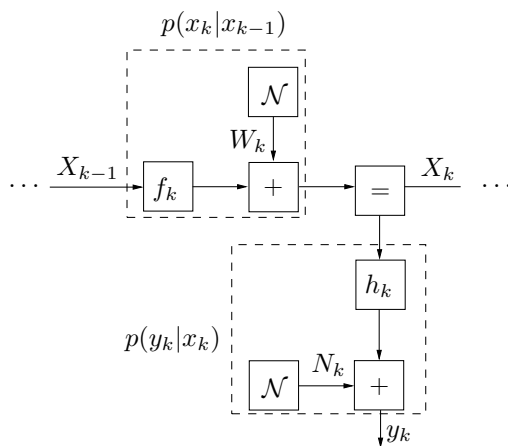 p(x_k|x_{k-1})
𝒩
W_k
⋯ X_{k-1} f_k + = X_k ⋯
h_k
p(y_k|x_k)
𝒩 N_k +
y_k